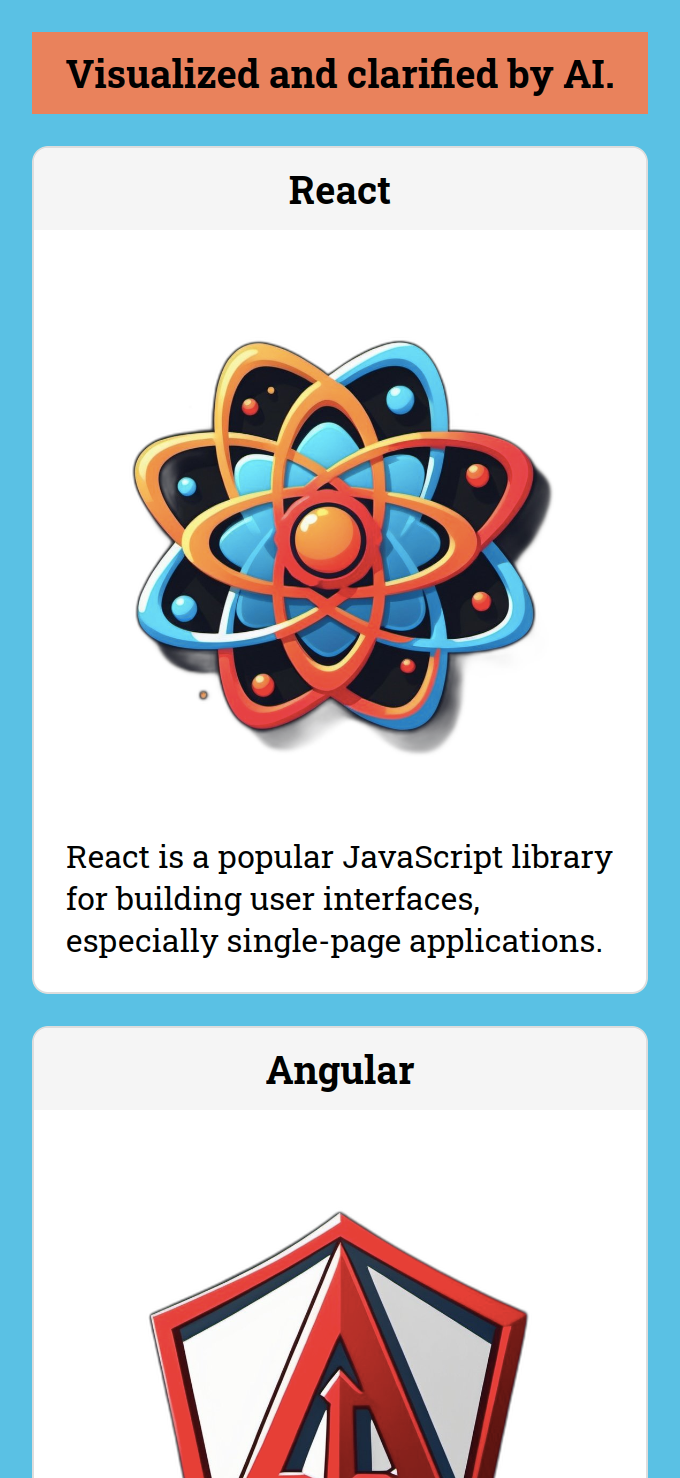 Visualized and clarified by AI.
React
React is a popular JavaScript library
for building user interfaces,
especially single-page applications.
Angular